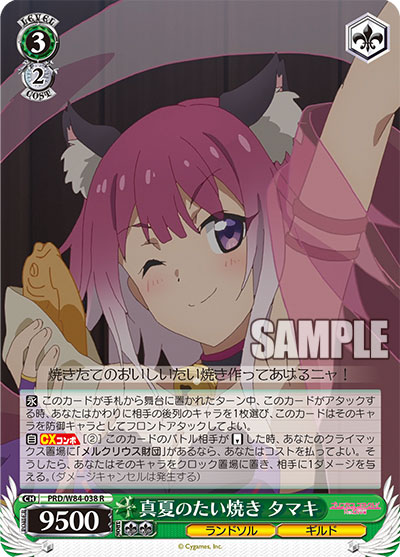 LEVEL
3
2
COST
SAMPLE
焼きたてのおいしいたい焼き作ってあげるニャ！
永 このカードが手札から舞台に置かれたターン中、このカードがアタックす
る時、あなたはかわりに相手の後列のキャラを1枚選び、このカードはそのキャ
ラを防御キャラとしてフロントアタックしてよい。
自 CXコンボ [②] このカードのバトル相手が した時、あなたのクライマッ
クス置場に「メルクリウス財団」があるなら、あなたはコストを払ってよい。そ
うしたら、あなたはそのキャラをクロック置場に置き、相手に1ダメージを与え
る。（ダメージキャンセルは発生する）
CH PRD/W84-038 R
真夏のたい焼き タマキ
9500
SOUL
ランドソル
ギルド
© Cygames, Inc.